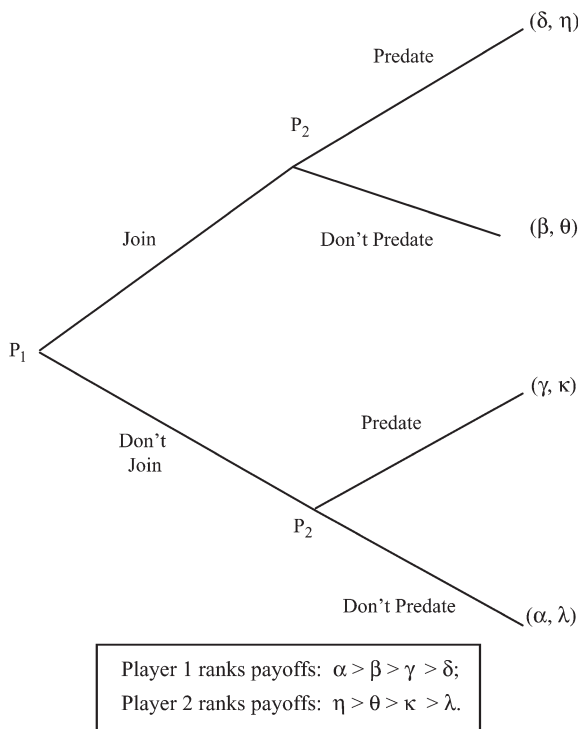 (δ, η)
Predate
P₂
Join
Don’t Predate
(β, θ)
P₁
(γ, κ)
Don’t
Join
Predate
P₂
Don’t Predate
(α, λ)
Player 1 ranks payoffs: α > β > γ > δ;
Player 2 ranks payoffs: η > θ > κ > λ.